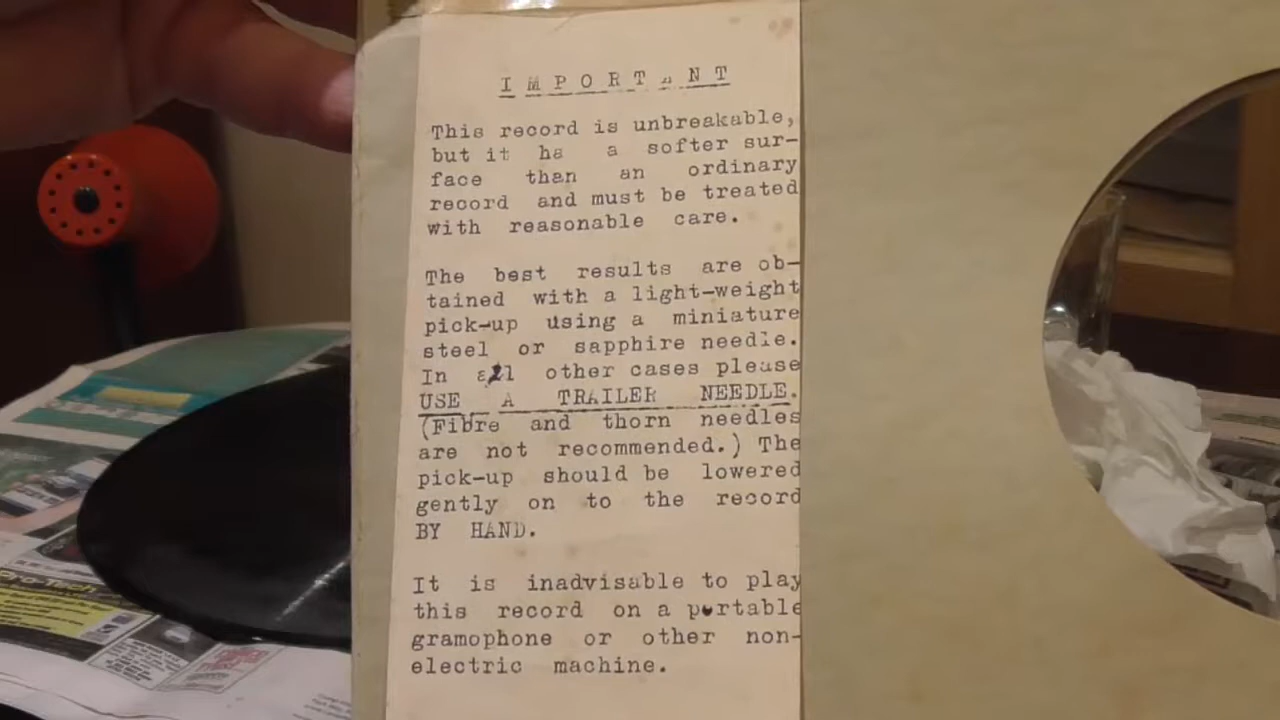 I M P O R T A N T
This record is unbreakable,
but it ha a softer sur-
face than an ordinary
record and must be treated
with reasonable care.
The best results are ob-
tained with a light-weight
pick-up using a miniature
steel or sapphire needle.
In all other cases please
USE A TRAILER NEEDLE.
(Fibre and thorn needles
are not recommended.) The
pick-up should be lowered
gently on to the record
BY HAND.
It is inadvisable to play
this record on a portable
gramophone or other non-
electric machine.